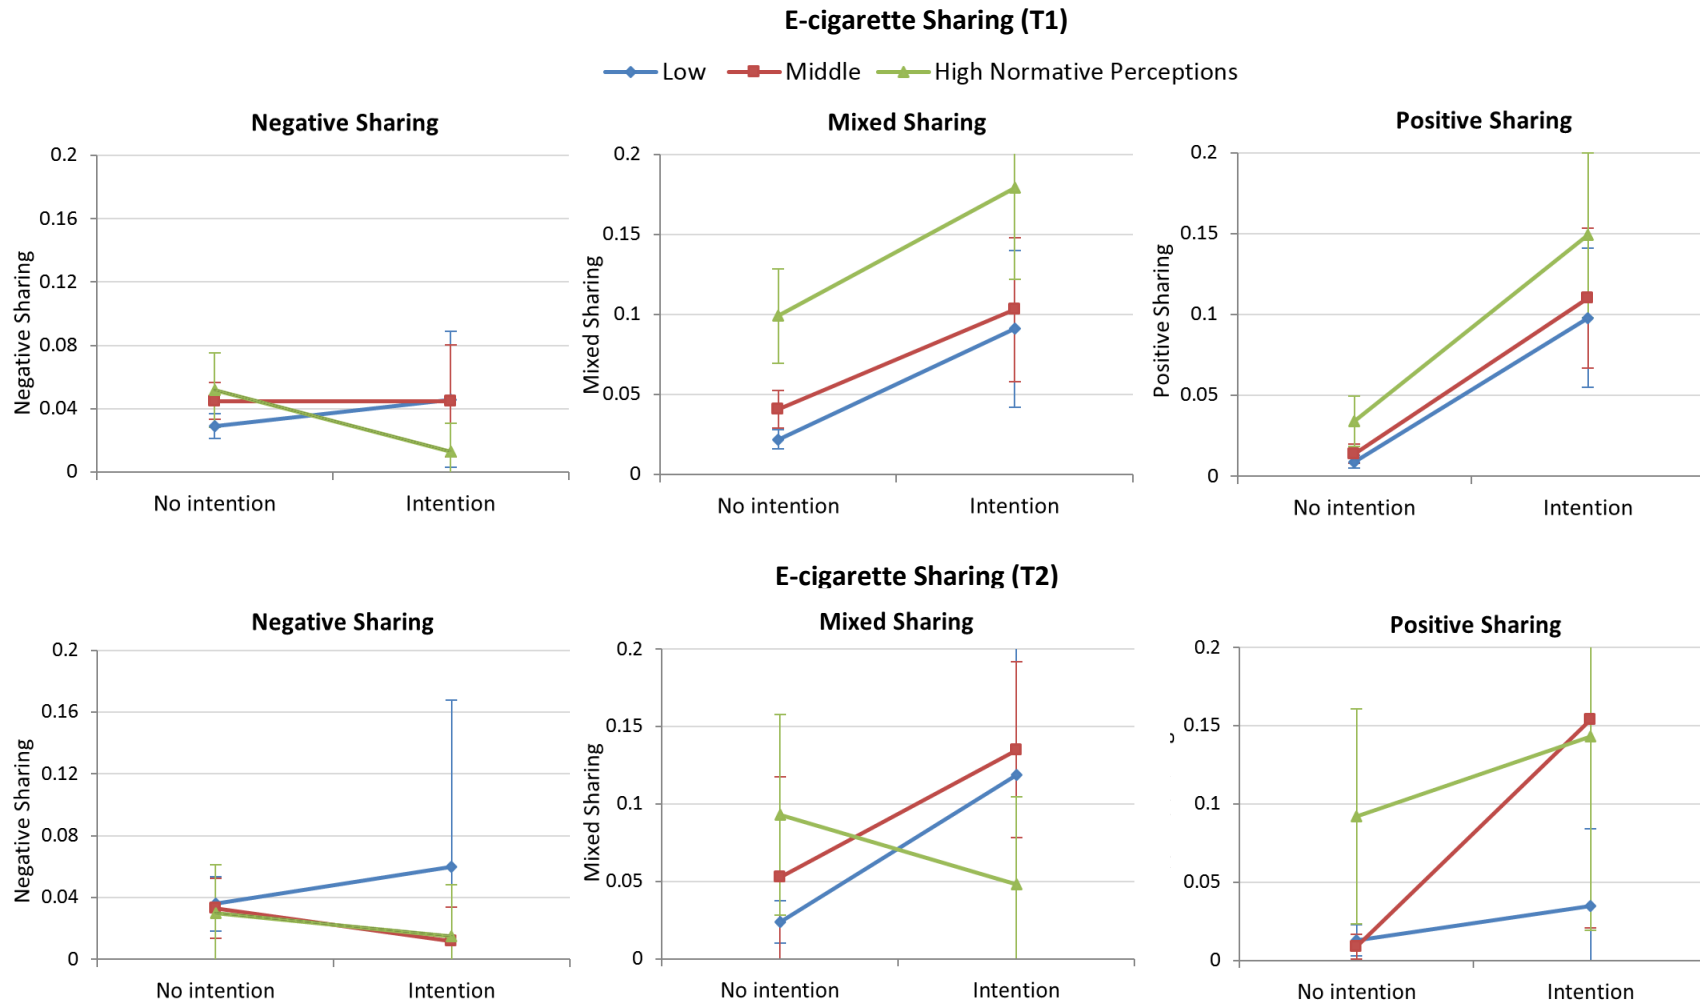 E-cigarette Sharing (T1)
Low Middle High Normative Perceptions
Negative Sharing
Negative Sharing
0.2
0.16
0.12
0.08
0.04
0
No intention Intention
Mixed Sharing
Mixed Sharing
0.2
0.15
0.1
0.05
0
No intention Intention
Positive Sharing
Positive Sharing
0.2
0.15
0.1
0.05
0
No intention Intention
E-cigarette Sharing (T2)
Negative Sharing
Negative Sharing
0.2
0.16
0.12
0.08
0.04
0
No intention Intention
Mixed Sharing
Mixed Sharing
0.2
0.15
0.1
0.05
0
No intention Intention
Positive Sharing
0.2
0.15
0.1
0.05
0
No intention Intention